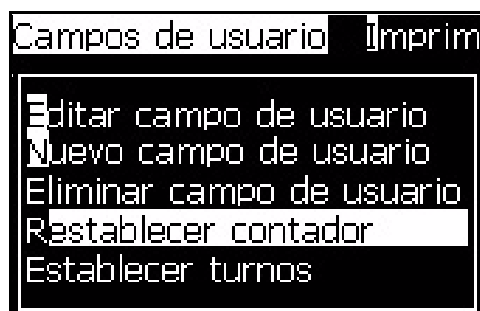 Campos de usuario Imprim
Editar campo de usuario
Nuevo campo de usuario
Eliminar campo de usuario
Restablecer contador
Establecer turnos